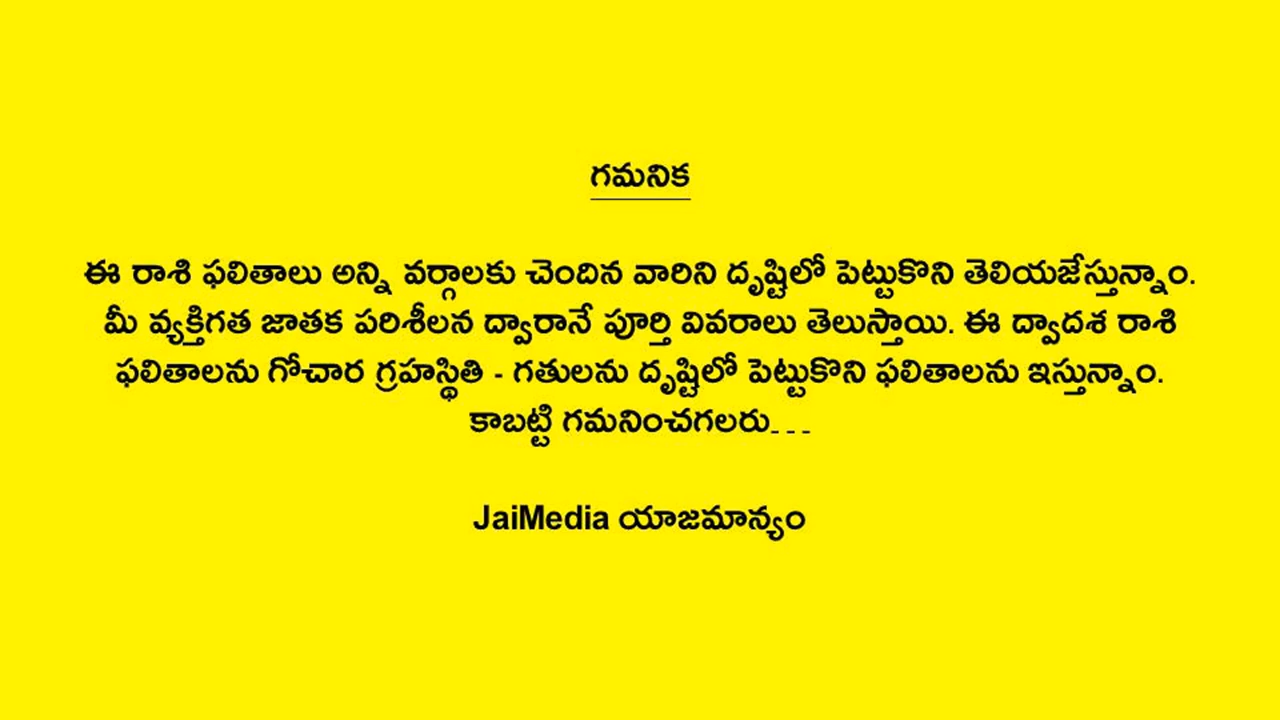 గమనిక
ఈ రాశి ఫలితాలు అన్ని వర్గాలకు చెందిన వారిని దృష్టిలో పెట్టుకొని తెలియజేస్తున్నాం.
మీ వ్యక్తిగత జాతక పరిశీలన ద్వారానే పూర్తి వివరాలు తెలుస్తాయి. ఈ ద్వాదశ రాశి
ఫలితాలను గోచార గ్రహస్థితి - గతులను దృష్టిలో పెట్టుకొని ఫలితాలను ఇస్తున్నాం.
కాబట్టి గమనించగలరు...
JaiMedia యాజమాన్యం